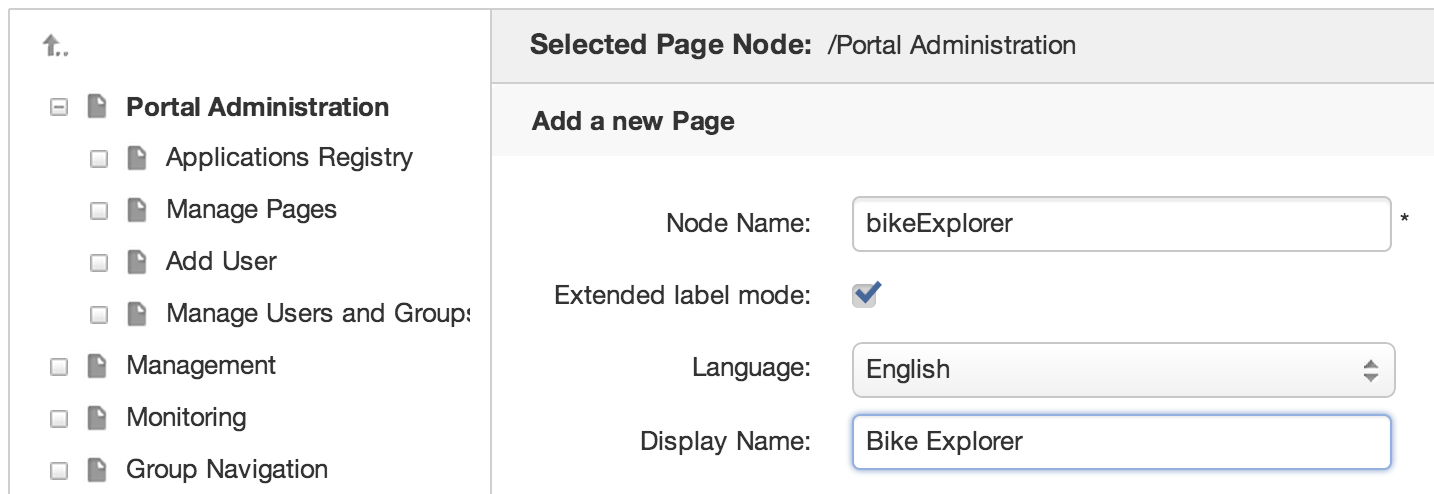 Portal Administration
Applications Registry
Manage Pages
Add User
Manage Users and Groups
Management
Monitoring
Group Navigation
Selected Page Node: /Portal Administration
Add a new Page
Node Name: bikeExplorer *
Extended label mode:
Language: English
Display Name: Bike Explorer